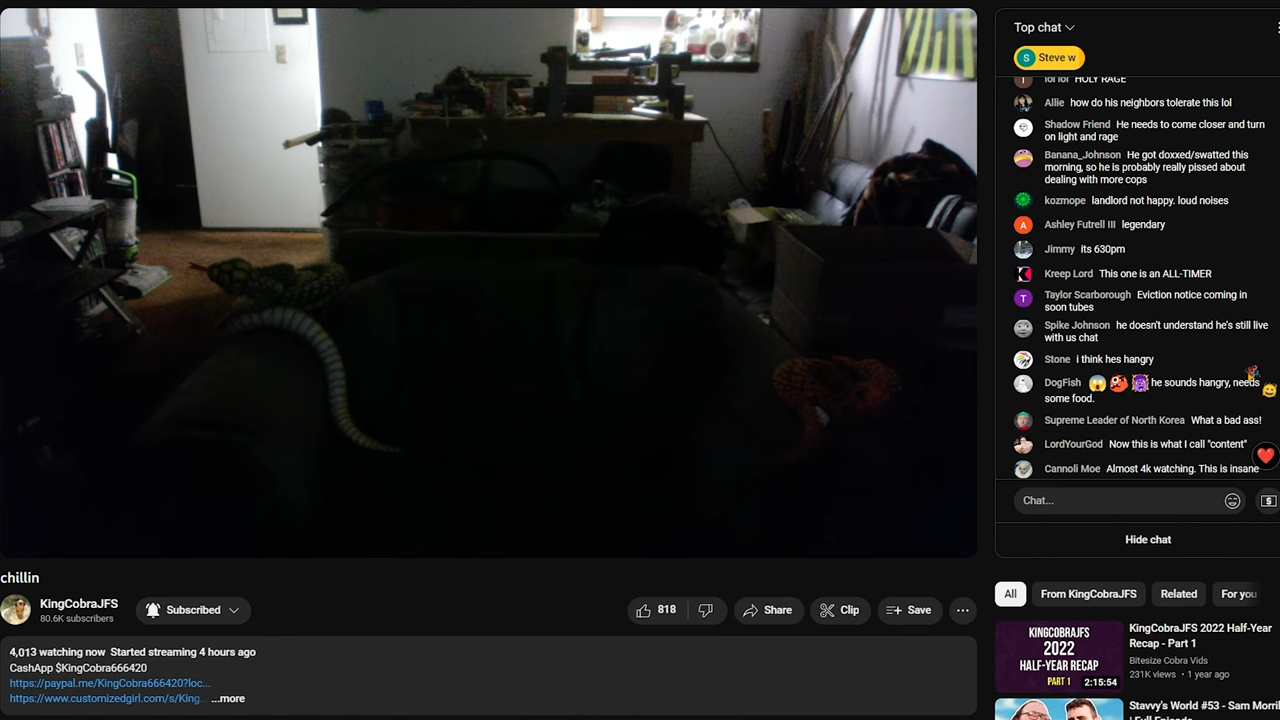 Top chat
S Steve w
lol lol HOLY RAGE
Allie how do his neighbors tolerate this lol
Shadow Friend He needs to come closer and turn
on light and rage
Banana_Johnson He got doxxed/swatted this
morning, so he is probably really pissed about
dealing with more cops
kozmope landlord not happy. loud noises
A Ashley Futrell III legendary
Jimmy its 630pm
Kreep Lord This one is an ALL-TIMER
T Taylor Scarborough Eviction notice coming in
soon tubes
Spike Johnson he doesn't understand he's still live
with us chat
Stone i think hes hangry
DogFish 😱 he sounds hangry, needs
some food.
Supreme Leader of North Korea What a bad ass!
LordYourGod Now this is what I call "content"
Cannoli Moe Almost 4k watching. This is insane
Chat...
Hide chat
chillin
KingCobraJFS
80.6K subscribers
Subscribed
818
Share
Clip
Save
4,013 watching now Started streaming 4 hours ago
CashApp $KingCobra666420
https://paypal.me/KingCobra666420?loc...
https://www.customizedgirl.com/s/King... ...more
All
From KingCobraJFS
Related
For you
KINGCOBRAJFS
2022
HALF-YEAR RECAP
PART 1
2:15:54
KingCobraJFS 2022 Half-Year
Recap - Part 1
Bitesize Cobra Vids
231K views • 1 year ago
Stavvy's World #53 - Sam Morri